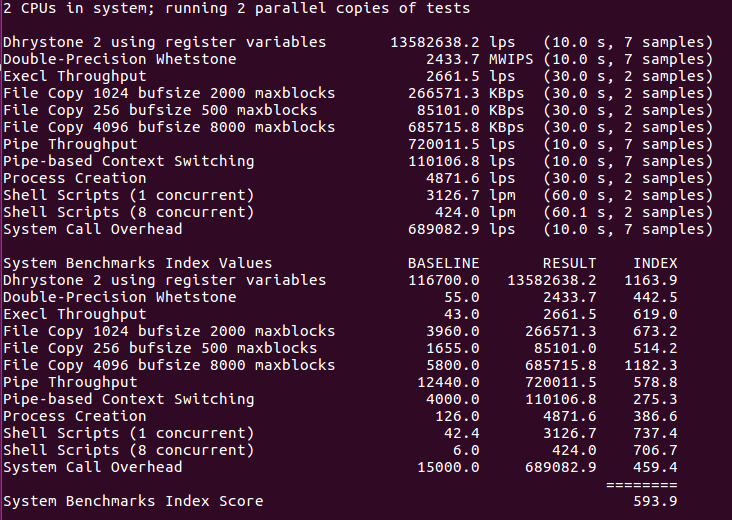 2 CPUs in system; running 2 parallel copies of tests
Dhrystone 2 using register variables 13582638.2 lps (10.0 s, 7 samples)
Double-Precision Whetstone 2433.7 MWIPS (10.0 s, 7 samples)
Execl Throughput 2661.5 lps (30.0 s, 2 samples)
File Copy 1024 bufsize 2000 maxblocks 266571.3 KBps (30.0 s, 2 samples)
File Copy 256 bufsize 500 maxblocks 85101.0 KBps (30.0 s, 2 samples)
File Copy 4096 bufsize 8000 maxblocks 685715.8 KBps (30.0 s, 2 samples)
Pipe Throughput 720011.5 lps (10.0 s, 7 samples)
Pipe-based Context Switching 110106.8 lps (10.0 s, 7 samples)
Process Creation 4871.6 lps (30.0 s, 2 samples)
Shell Scripts (1 concurrent) 3126.7 lpm (60.0 s, 2 samples)
Shell Scripts (8 concurrent) 424.0 lpm (60.1 s, 2 samples)
System Call Overhead 689082.9 lps (10.0 s, 7 samples)
System Benchmarks Index Values BASELINE RESULT INDEX
Dhrystone 2 using register variables 116700.0 13582638.2 1163.9
Double-Precision Whetstone 55.0 2433.7 442.5
Execl Throughput 43.0 2661.5 619.0
File Copy 1024 bufsize 2000 maxblocks 3960.0 266571.3 673.2
File Copy 256 bufsize 500 maxblocks 1655.0 85101.0 514.2
File Copy 4096 bufsize 8000 maxblocks 5800.0 685715.8 1182.3
Pipe Throughput 12440.0 720011.5 578.8
Pipe-based Context Switching 4000.0 110106.8 275.3
Process Creation 126.0 4871.6 386.6
Shell Scripts (1 concurrent) 42.4 3126.7 737.4
Shell Scripts (8 concurrent) 6.0 424.0 706.7
System Call Overhead 15000.0 689082.9 459.4
========
System Benchmarks Index Score 593.9